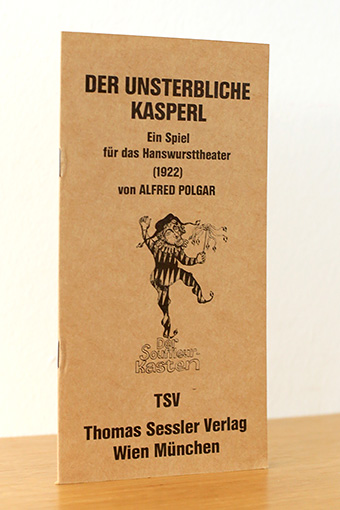 DER UNSTERBLICHE
KASPERL
Ein Spiel
für das Hanswursttheater
(1922)
von ALFRED POLGAR
Der
Souffleur-
Kasten
TSV
Thomas Sessler Verlag
Wien München